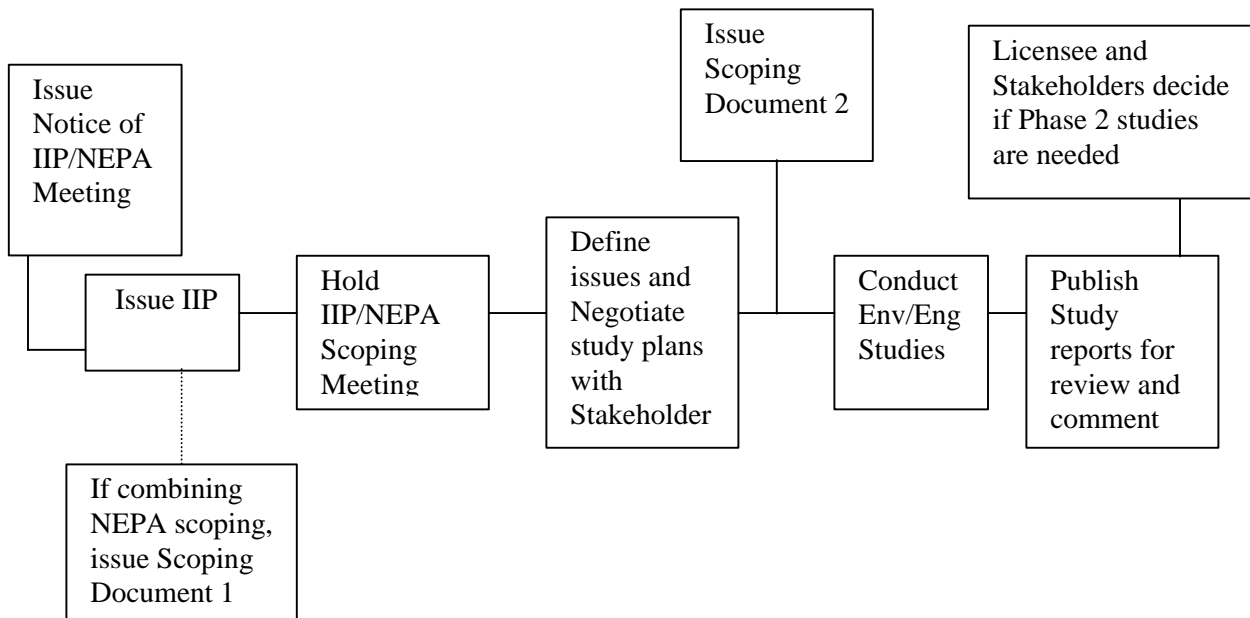 Issue
Notice of
IIP/NEPA
Meeting
Issue IIP
If combining
NEPA scoping,
issue Scoping
Document 1
Hold
IIP/NEPA
Scoping
Meeting
Define
issues and
Negotiate
study plans
with
Stakeholder
Issue
Scoping
Document 2
Conduct
Env/Eng
Studies
Publish
Study
reports for
review and
comment
Licensee and
Stakeholders decide
if Phase 2 studies
are needed